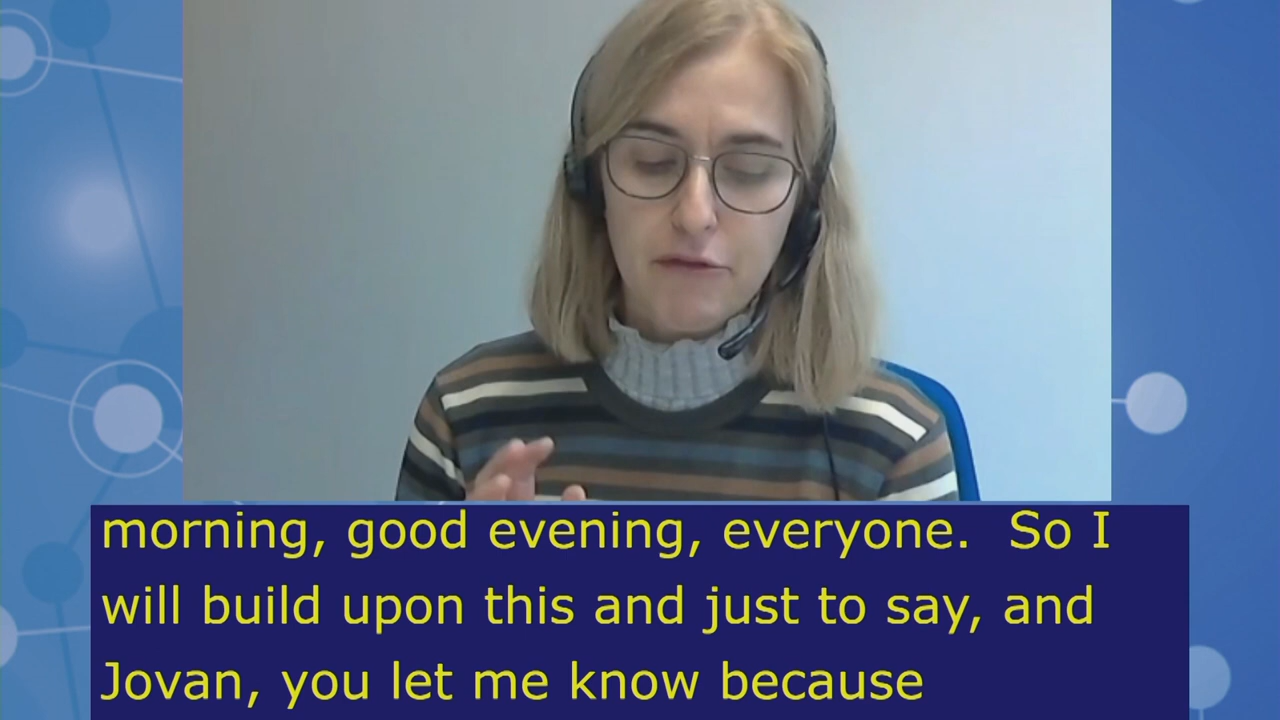 morning, good evening, everyone.  So I
will build upon this and just to say, and
Jovan, you let me know because